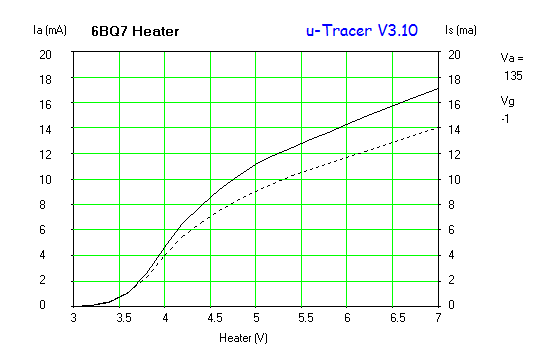 Ia (mA) 6BQ7 Heater u-Tracer V3.10 Is (ma)
20 20 Va =
18 18 135
16 16 Vg
14 14 -1
12 12
10 10
8 8
6 6
4 4
2 2
0 0
3 3.5 4 4.5 5 5.5 6 6.5 7
Heater (V)